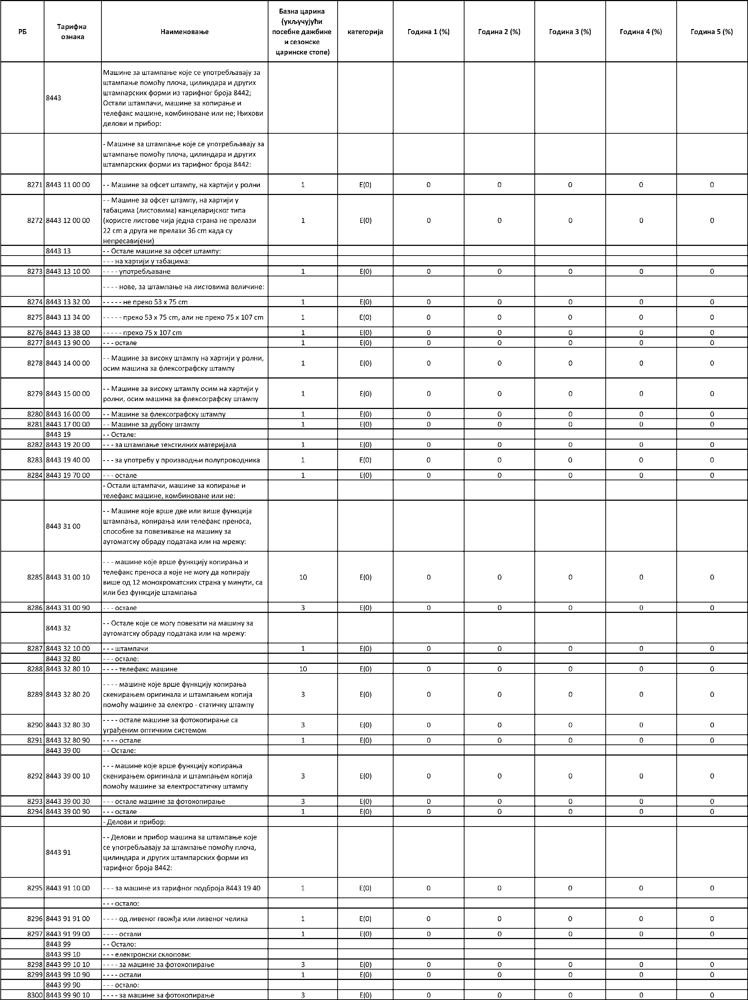 РБ Тарифна ознака Наименовање Базна царина (укључујући посебне дажбине и сезонске царинске стопе) категорија Година 1 (%) Година 2 (%) Година 3 (%) Година 4 (%) Година 5 (%)
8443 Машине за штампање које се употребљавају за
штампање помоћу плоча, цилиндара и других
штампарских форми из тарифног броја 8442;
Остали штампачи, машине за копирање и
телефакс машине, комбиноване или не; Њихови
делови и прибор:
- Машине за штампање које се употребљавају за
штампање помоћу плоча, цилиндара и других
штампарских форми из тарифног броја 8442:
8271 8443 11 00 00 - - Машине за офсет штампу, на хартији у ролни 1 E(0) 0 0 0 0 0
8272 8443 12 00 00 - - Машине за офсет штампу, на хартији у
табацима (листовима) канцеларијског типа
(користе листове чија једна страна не прелази
22 cm а друга не прелази 36 cm када су
непресавијени) 1 E(0) 0 0 0 0 0
8443 13 - - Остале машине за офсет штампу:
- - - на хартији у табацима:
8273 8443 13 10 00 - - - - употребљаване 1 E(0) 0 0 0 0 0
- - - - нове, за штампање на листовима величине:
8274 8443 13 32 00 - - - - - не преко 53 x 75 cm 1 E(0) 0 0 0 0 0
8275 8443 13 34 00 - - - - - преко 53 x 75 cm, али не преко 75 x 107 cm 1 E(0) 0 0 0 0 0
8276 8443 13 38 00 - - - - - преко 75 x 107 cm 1 E(0) 0 0 0 0 0
8277 8443 13 90 00 - - - остале 1 E(0) 0 0 0 0 0
8278 8443 14 00 00 - - Машине за високу штампу на хартији у ролни,
осим машина за флексографску штампу 1 E(0) 0 0 0 0 0
8279 8443 15 00 00 - - Машине за високу штампу осим на хартији у
ролни, осим машина за флексографску штампу 1 E(0) 0 0 0 0 0
8280 8443 16 00 00 - - Машине за флексографску штампу 1 E(0) 0 0 0 0 0
8281 8443 17 00 00 - - Машине за дубоку штампу 1 E(0) 0 0 0 0 0
8443 19 - - Остале:
8282 8443 19 20 00 - - - за штампање текстилних материјала 1 E(0) 0 0 0 0 0
8283 8443 19 40 00 - - - за употребу у производњи полупроводника 1 E(0) 0 0 0 0 0
8284 8443 19 70 00 - - - остале 1 E(0) 0 0 0 0 0
- Остали штампачи, машине за копирање и
телефакс машине, комбиноване или не:
8443 31 00 - - Машине које врше две или више функција
штампања, копирања или телефакс преноса,
способне за повезивање на машину за
аутоматску обраду података или на мрежу:
8285 8443 31 00 10 - - - машине које врше функцију копирања и
телефакс преноса а које не могу да копирају
више од 12 монохроматских страна у минути, са
или без функције штампања 10 E(0) 0 0 0 0 0
8286 8443 31 00 90 - - - остале 3 E(0) 0 0 0 0 0
8443 32 - - Остале које се могу повезати на машину за
аутоматску обраду података или на мрежу:
8287 8443 32 10 00 - - - штампачи 1 E(0) 0 0 0 0 0
8443 32 80 - - - остале:
8288 8443 32 80 10 - - - - телефакс машине 10 E(0) 0 0 0 0 0
8289 8443 32 80 20 - - - - машине које врше функцију копирања
скенирањем оригинала и штампањем копија
помоћу машине за електро - статичку штампу 3 E(0) 0 0 0 0 0
8290 8443 32 80 30 - - - - остале машине за фотокопирање са
уграђеним оптичким системом 3 E(0) 0 0 0 0 0
8291 8443 32 80 90 - - - - остале 1 E(0) 0 0 0 0 0
8443 39 00 - - Остале:
8292 8443 39 00 10 - - - машине које врше функцију копирања
скенирањем оригинала и штампањем копија
помоћу машине за електростатичку штампу 3 E(0) 0 0 0 0 0
8293 8443 39 00 30 - - - остале машине за фотокопирање 3 E(0) 0 0 0 0 0
8294 8443 39 00 90 - - - остале 1 E(0) 0 0 0 0 0
- Делови и прибор:
8443 91 - - Делови и прибор машина за штампање које
се употребљавају за штампање помоћу плоча,
цилиндара и других штампарских форми из
тарифног броја 8442:
8295 8443 91 10 00 - - - за машине из тарифног подброја 8443 19 40 1 E(0) 0 0 0 0 0
- - - остало:
8296 8443 91 91 00 - - - - од ливеног гвожђа или ливеног челика 1 E(0) 0 0 0 0 0
8297 8443 91 99 00 - - - - остали 1 E(0) 0 0 0 0 0
8443 99 - - Остало:
8443 99 10 - - - електронски склопови:
8298 8443 99 10 10 - - - - за машине за фотокопирање 3 E(0) 0 0 0 0 0
8299 8443 99 10 90 - - - - остали 1 E(0) 0 0 0 0 0
8443 99 90 - - - остало:
8300 8443 99 90 10 - - - - за машине за фотокопирање 3 E(0) 0 0 0 0 0